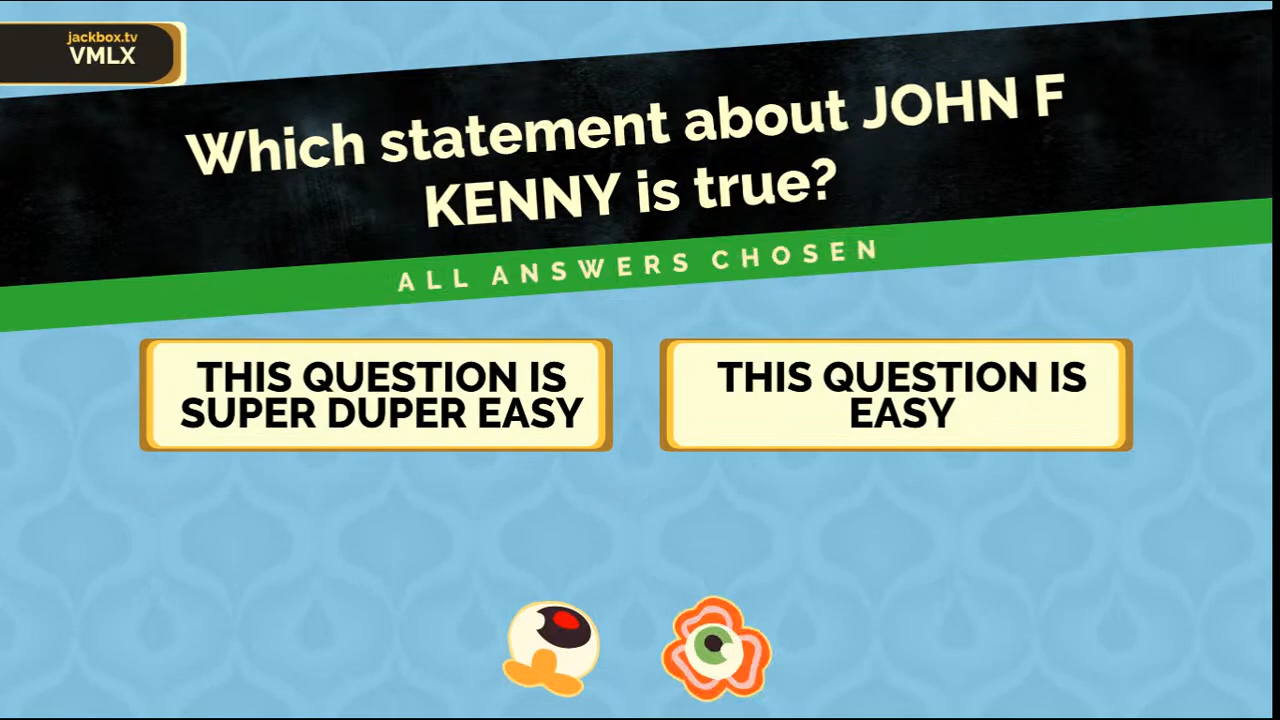 jackbox.tv
VMLX
Which statement about JOHN F
KENNY is true?
ALL ANSWERS CHOSEN
THIS QUESTION IS
SUPER DUPER EASY
THIS QUESTION IS
EASY